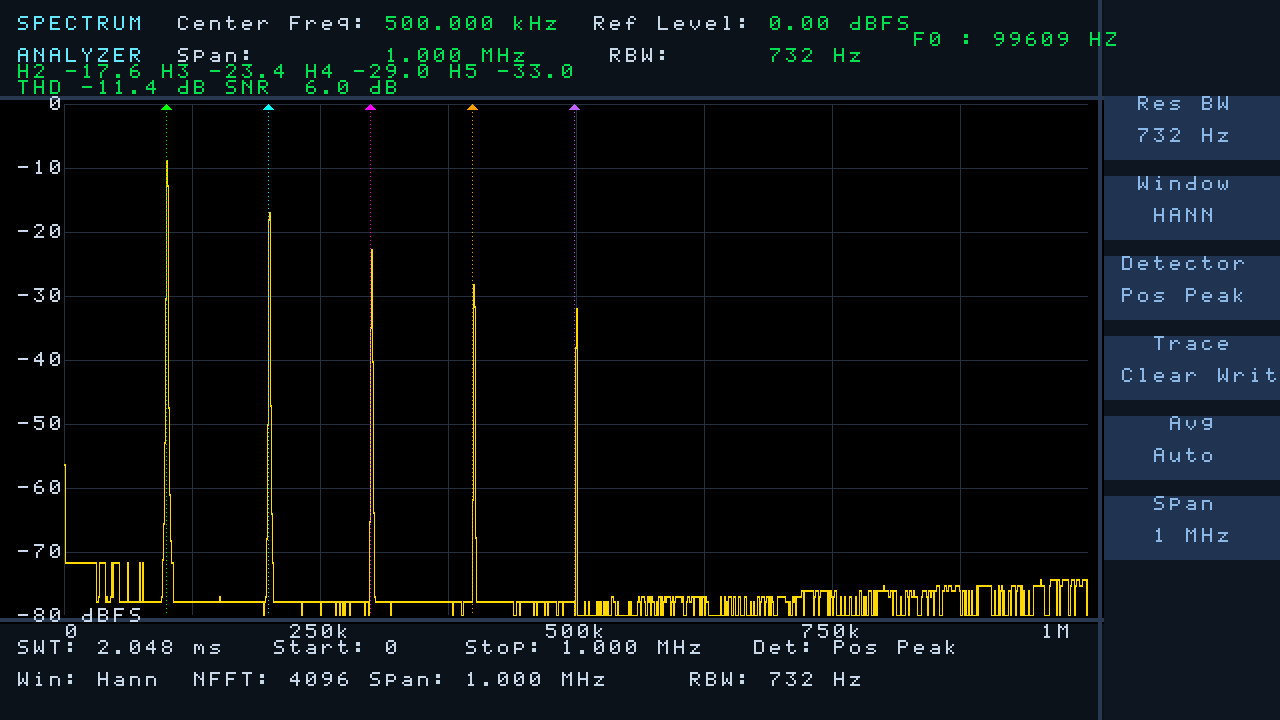 SPECTRUM Center Freq: 500.000 kHz Ref Level: 0.00 dBFS
F0 : 99609 HZ
ANALYZER Span: 1.000 MHz RBW: 732 Hz
H2 -17.6 H3 -23.4 H4 -29.0 H5 -33.0
THD -11.4 dB SNR 6.0 dB
0
-10
-20
-30
-40
-50
-60
-70
-80 dBFS
0 250k 500k 750k 1M
SWT: 2.048 ms Start: 0 Stop: 1.000 MHz Det: Pos Peak
Win: Hann NFFT: 4096 Span: 1.000 MHz RBW: 732 Hz
Res BW
732 Hz
Window
HANN
Detector
Pos Peak
Trace
Clear Writ
Avg
Auto
Span
1 MHz